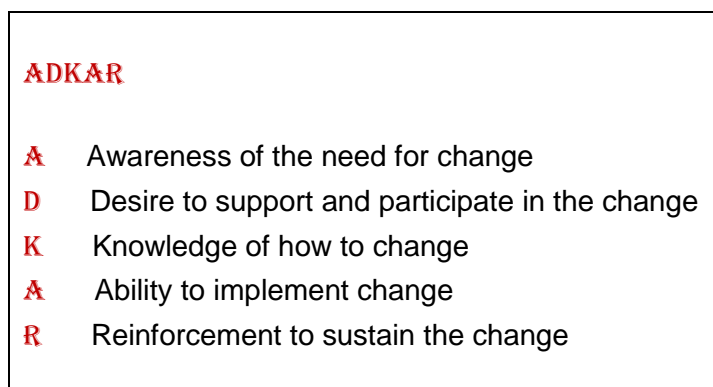 ADKAR
A Awareness of the need for change
D Desire to support and participate in the change
K Knowledge of how to change
A Ability to implement change
R Reinforcement to sustain the change